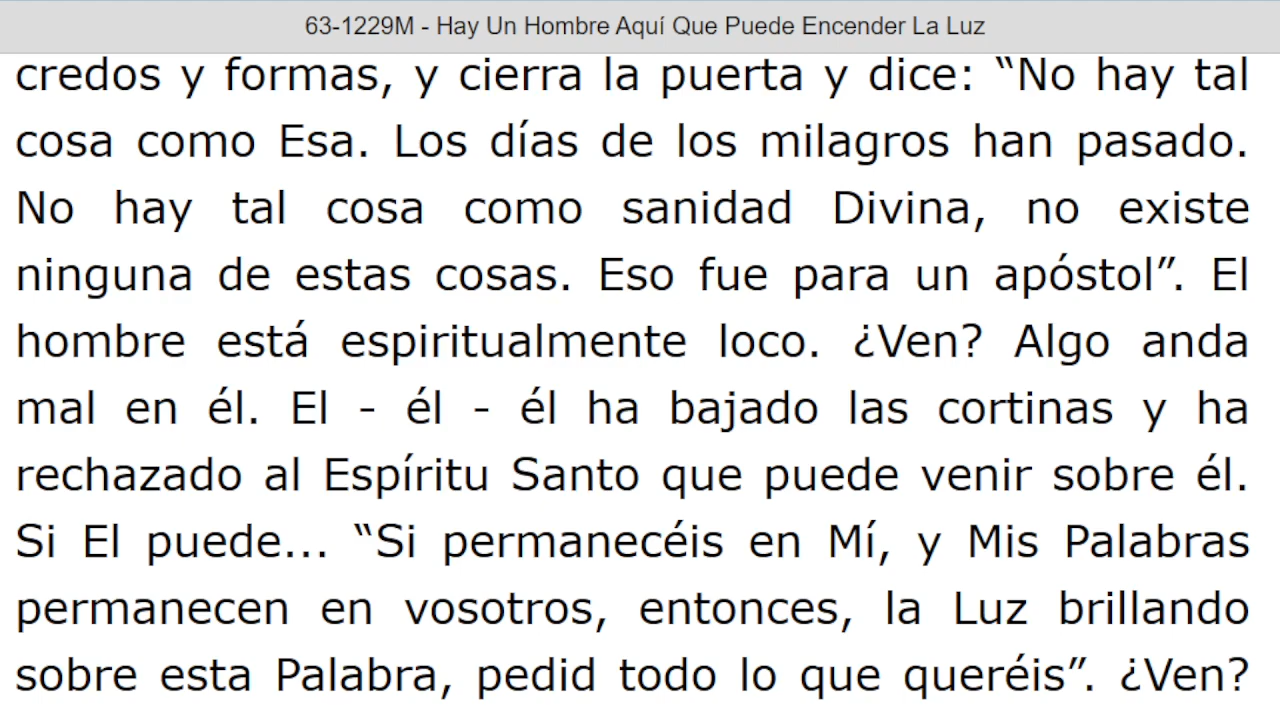 63-1229M - Hay Un Hombre Aquí Que Puede Encender La Luz
credos y formas, y cierra la puerta y dice: “No hay tal
cosa como Esa. Los días de los milagros han pasado.
No hay tal cosa como sanidad Divina, no existe
ninguna de estas cosas. Eso fue para un apóstol”. El
hombre está espiritualmente loco. ¿Ven? Algo anda
mal en él. El - él - él ha bajado las cortinas y ha
rechazado al Espíritu Santo que puede venir sobre él.
Si El puede... “Si permanecéis en Mí, y Mis Palabras
permanecen en vosotros, entonces, la Luz brillando
sobre esta Palabra, pedid todo lo que queréis”. ¿Ven?